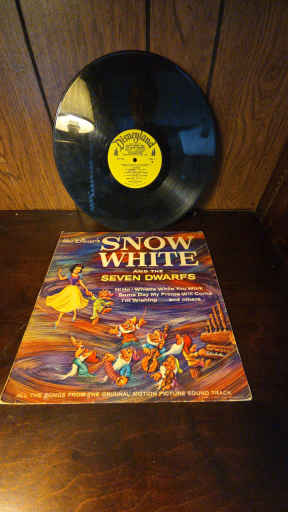 Disneyland
Walt Disney's
SNOW
WHITE
AND THE
SEVEN DWARFS
Heigh-Ho • Whistle While You Work
Some Day My Prince Will Come
I'm Wishing . . . . and others
ALL THE SONGS FROM THE ORIGINAL MOTION PICTURE SOUND TRACK